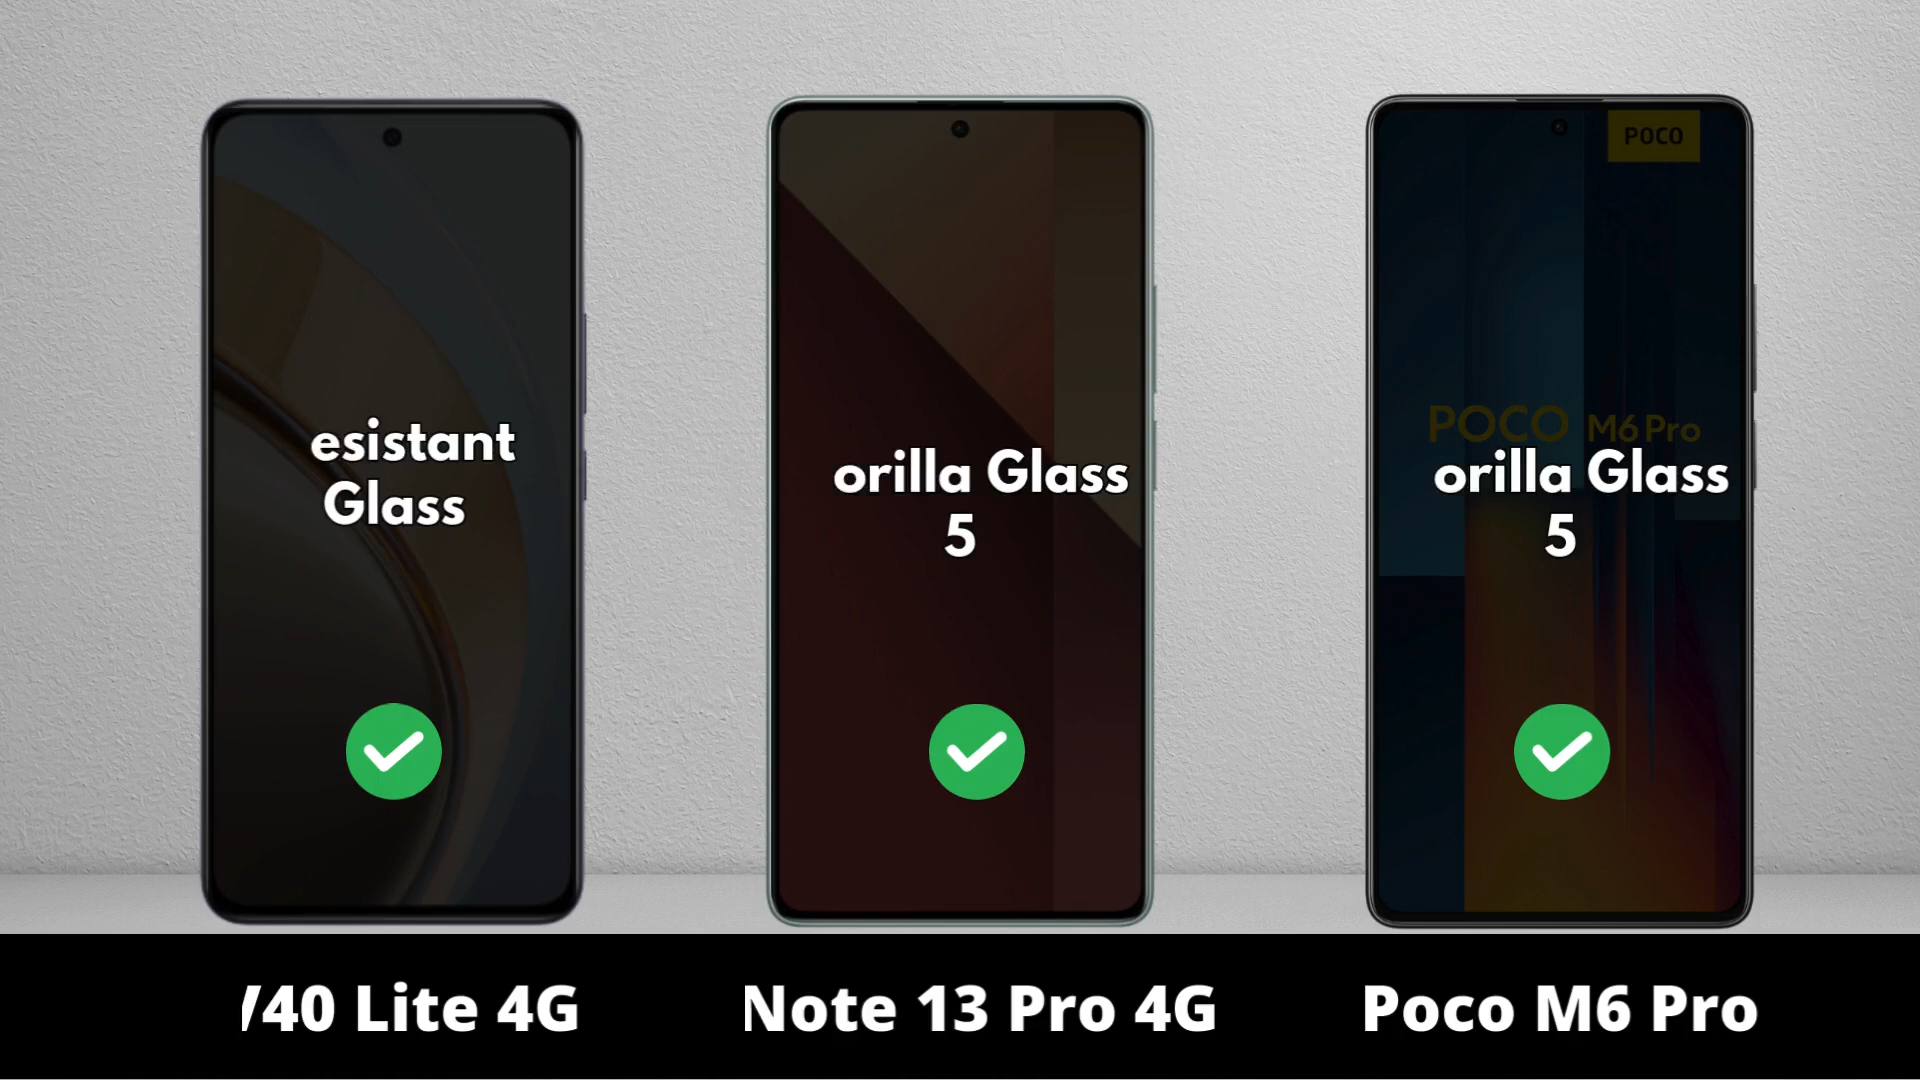 POCO
POCO M6 Pro
esistant
Glass
orilla Glass
5
orilla Glass
5
/40 Lite 4G
Note 13 Pro 4G
Poco M6 Pro